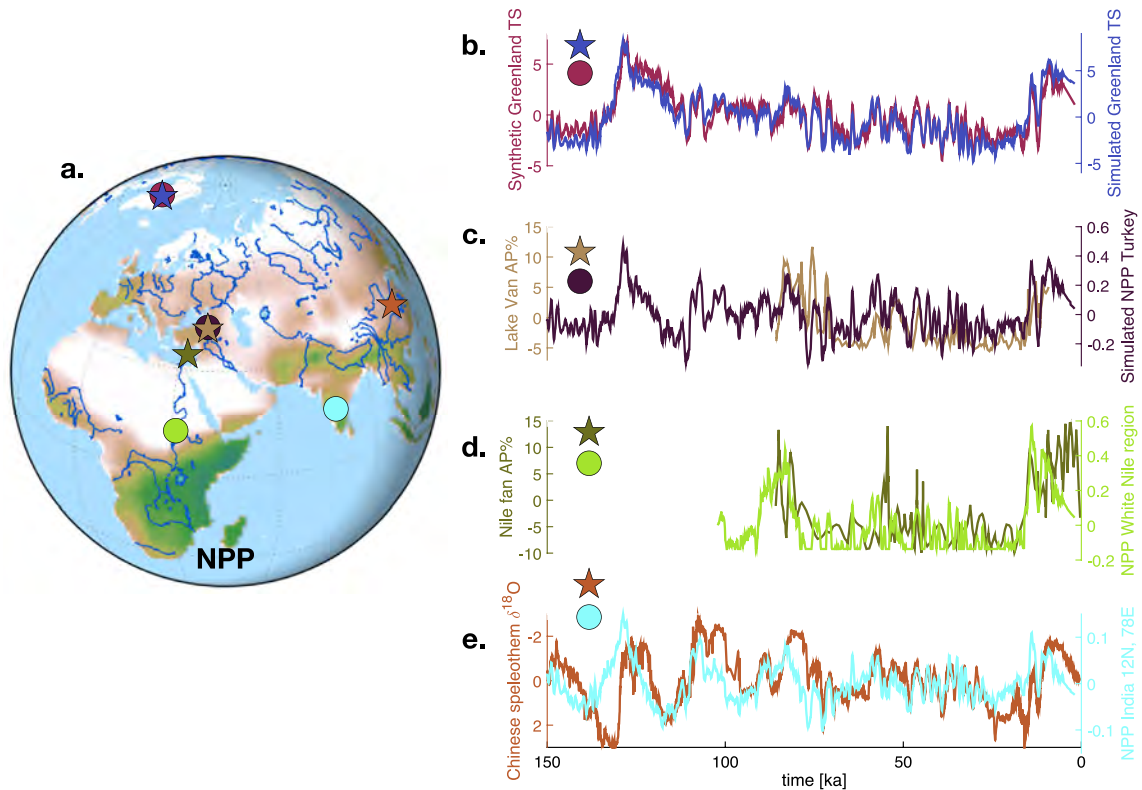 a.
NPP
b.
Synthetic Greenland TS
5
0
-5
5
0
-5
Simulated Greenland TS
c.
Lake Van AP%
15
10
5
0
-5
0.6
0.4
0.2
0
-0.2
Simulated NPP Turkey
d.
Nile fan AP%
15
10
5
0
-5
-10
0.6
0.4
0.2
0
-0.2
NPP White Nile region
e.
Chinese speleothem δ18O
-2
0
2
0.1
0
-0.1
NPP India 12N, 78E
150
100
50
0
time [ka]